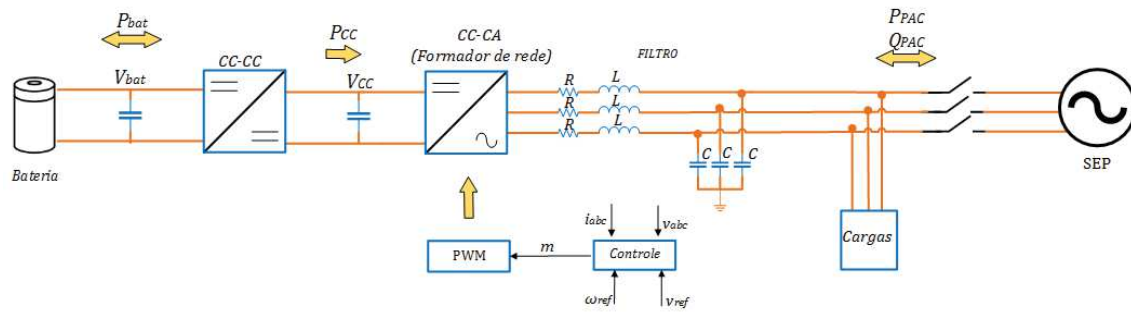 Pbat
Vbat
Bateria
CC-CC
PCC
VCC
CC-CA
(Formador de rede)
FILTRO
R
L
R
L
R
L
C
C
C
PPAC
QPAC
SEP
Cargas
PWM
m
Controle
iabc
vabc
ωref
vref